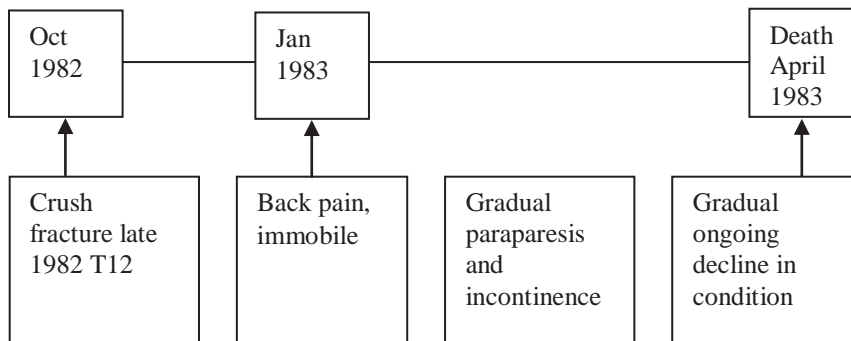 Oct
1982
Jan
1983
Death
April
1983
Crush
fracture late
1982 T12
Back pain,
immobile
Gradual
paraparesis
and
incontinence
Gradual
ongoing
decline in
condition